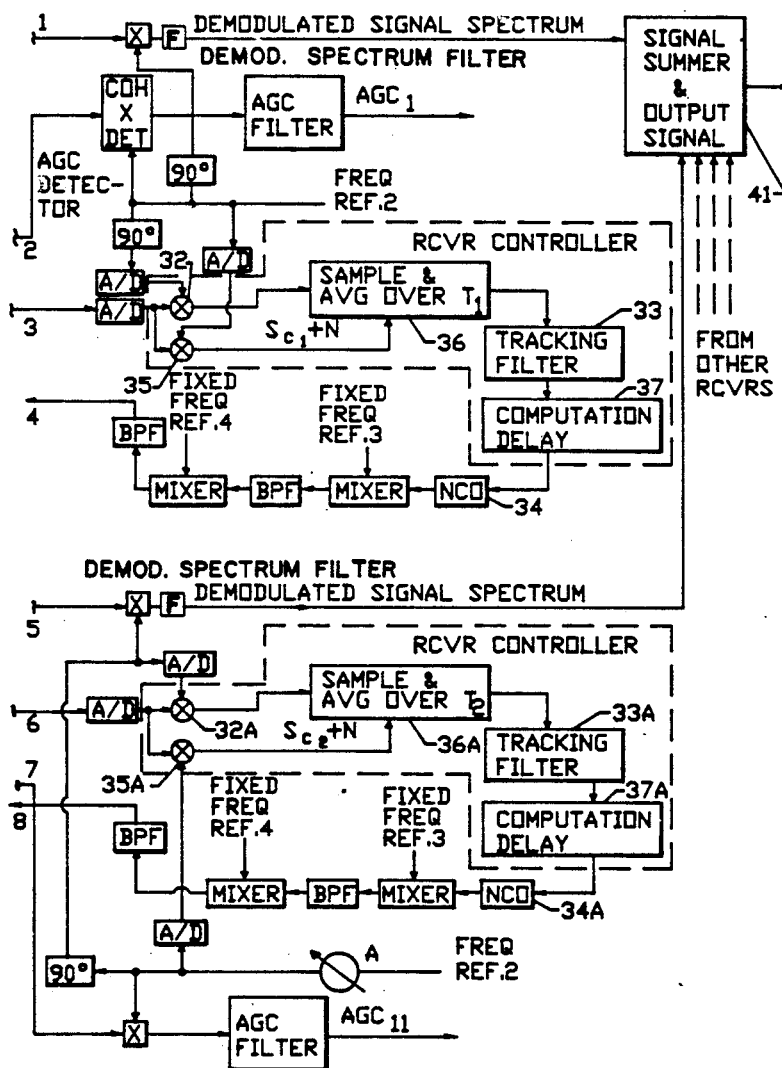 1
X
F
DEMODULATED SIGNAL SPECTRUM
DEMOD. SPECTRUM FILTER
SIGNAL
SUMMER
&
OUTPUT
SIGNAL
41
COH
X
DET
AGC
FILTER
AGC 1
90°
AGC
DETEC-
TOR
2
FREQ
REF.2
90°
A/D
RCVR CONTROLLER
A/D
32
A/D
3
SAMPLE &
AVG OVER T1
36
Sc1+N
35
33
TRACKING
FILTER
37
COMPUTATION
DELAY
FROM
OTHER
RCVRS
FIXED
FREQ
REF.4
FIXED
FREQ
REF.3
4
BPF
MIXER
BPF
MIXER
NCO
34
DEMOD. SPECTRUM FILTER
DEMODULATED SIGNAL SPECTRUM
5
X
F
RCVR CONTROLLER
A/D
6
A/D
32A
SAMPLE &
AVG OVER T2
36A
Sc2+N
35A
33A
TRACKING
FILTER
37A
COMPUTATION
DELAY
7
8
FIXED
FREQ
REF.4
FIXED
FREQ
REF.3
BPF
MIXER
BPF
MIXER
NCO
34A
A/D
90°
A
FREQ
REF.2
X
AGC
FILTER
AGC 11